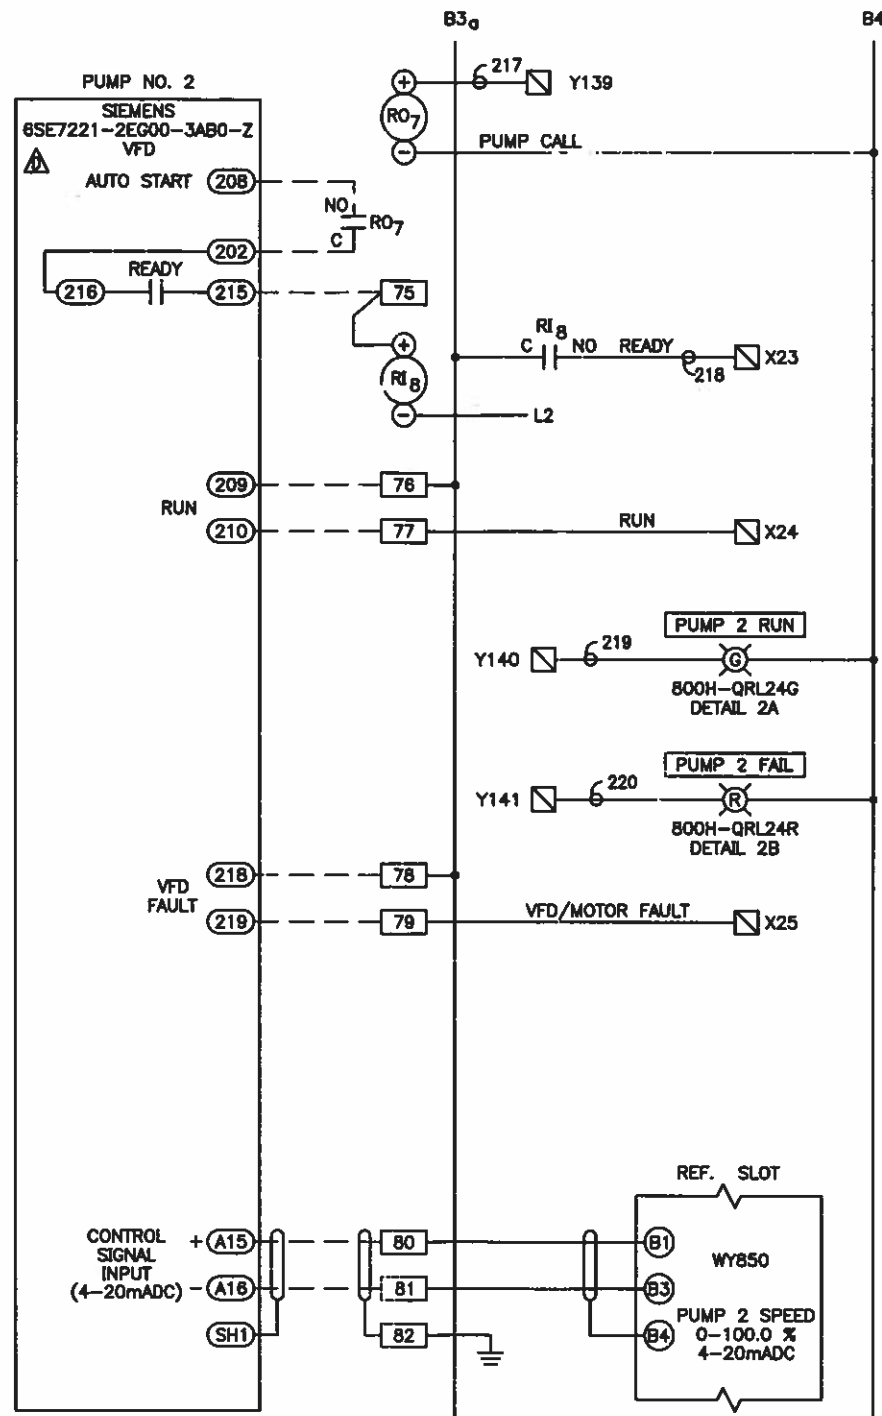 B3a B4
217
Y139
PUMP NO. 2
SIEMENS
6SE7221-2EG00-3AB0-Z
VFD
+
RO7
-
PUMP CALL
AUTO START 208
NO
RO7
C
202
READY
216 215 75
+
RI8
-
L2
RI8
C NO READY
218
X23
209 76
RUN
210 77 RUN X24
PUMP 2 RUN
Y140 219 G
800H-QRL24G
DETAIL 2A
PUMP 2 FAIL
Y141 220 R
800H-QRL24R
DETAIL 2B
218 78
VFD
FAULT
219 79 VFD/MOTOR FAULT X25
REF. SLOT
CONTROL
SIGNAL
INPUT
(4-20mADC)
+ A15 80 B1
WY850
- A16 81 B3
SH1 82 B4
PUMP 2 SPEED
0-100.0 %
4-20mADC